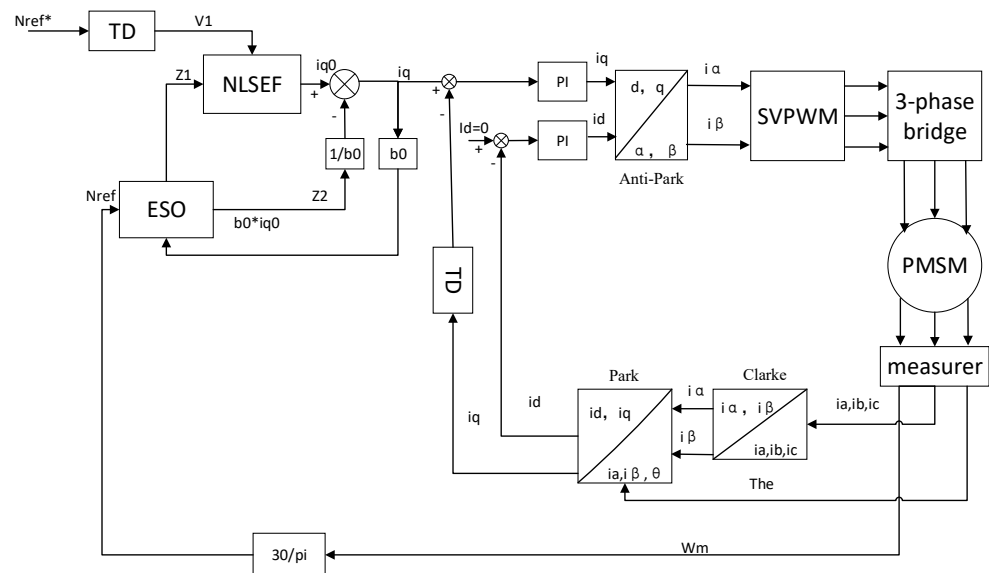 Nref*
TD
V1
Z1
NLSEF
iq0
+
-
iq
+
-
PI
iq
d, q
α, β
Anti-Park
iα
iβ
SVPWM
3-phase
bridge
Id=0
+
-
PI
id
1/b0
b0
Nref
ESO
Z2
b0*iq0
TD
PMSM
measurer
Park
Clarke
id
iq
id, iq
ia,iβ,θ
iα
iβ
iα, iβ
ia,ib,ic
ia,ib,ic
The
Wm
30/pi